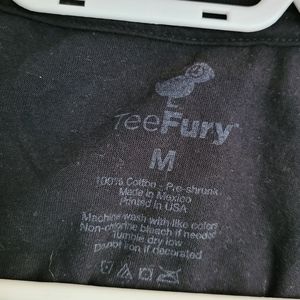 TeeFury
M
100% Cotton - Pre-shrunk
Made in Mexico
Printed in USA
Machine wash with like colors
Non-chlorine bleach if needed
Tumble dry low
Do not iron if decorated